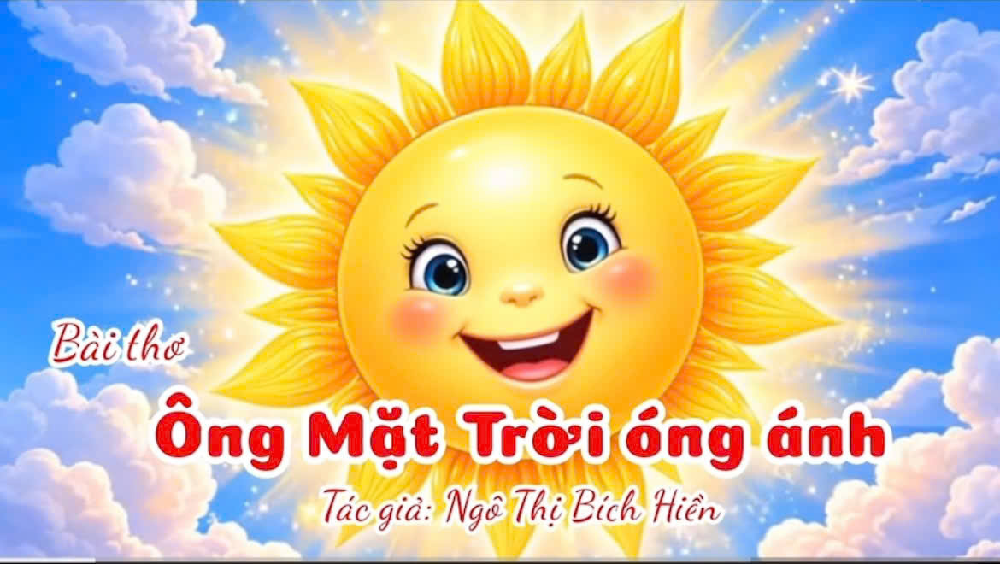 Bài thơ
Ông Mặt Trời óng ánh
Tác giả: Ngô Thị Bích Hiền